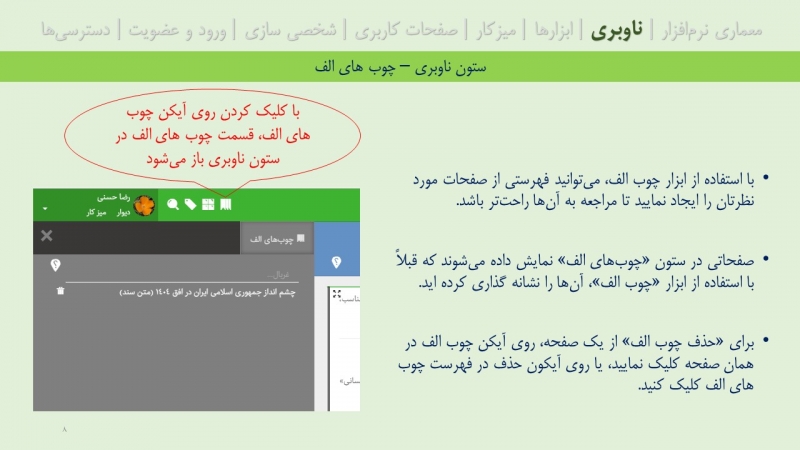 معماری نرم‌افزار | ناوبری | ابزارها | میز کار | صفحات کاربری | شخصی سازی | ورود و عضویت | دسترسی‌ها
ستون ناوبری – چوب های الف
با کلیک کردن روی آیکن چوب
های الف، قسمت چوب های الف در
ستون ناوبری باز می‌شود
• با استفاده از ابزار چوب الف، می‌توانید فهرستی از صفحات مورد
نظرتان را ایجاد نمایید تا مراجعه به آن‌ها راحت‌تر باشد.
• صفحاتی در ستون «چوب‌های الف» نمایش داده می‌شوند که قبلاً
با استفاده از ابزار «چوب الف»، آن‌ها را نشانه گذاری کرده اید.
• برای «حذف چوب الف» از یک صفحه، روی آیکن چوب الف در
همان صفحه کلیک نمایید، یا روی آیکون حذف در فهرست چوب
های الف کلیک کنید.
رضا حسنی
دیوار میز کار
چوب‌های الف
غربال...
چشم انداز جمهوری اسلامی ایران در افق ١٤٠٤ (متن سند)
ناسب،
نسانی»
۸